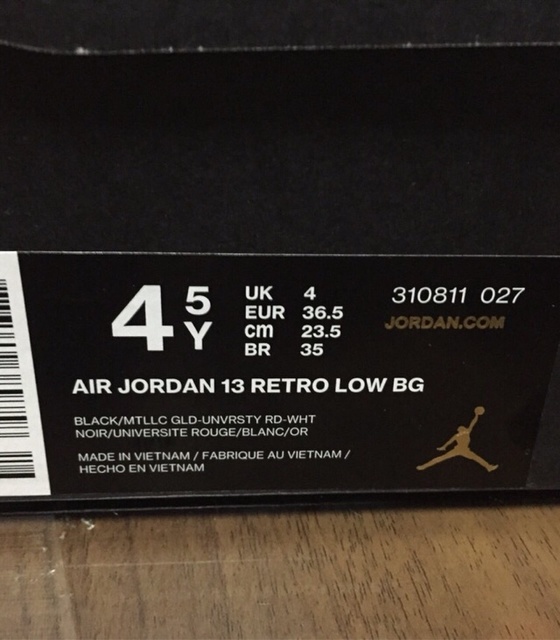 4 5 Y
UK 4
EUR 36.5
cm 23.5
BR 35
310811 027
JORDAN.COM
AIR JORDAN 13 RETRO LOW BG
BLACK/MTLLC GLD-UNVRSTY RD-WHT
NOIR/UNIVERSITE ROUGE/BLANC/OR
MADE IN VIETNAM / FABRIQUE AU VIETNAM /
HECHO EN VIETNAM